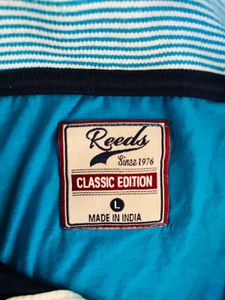 Reeds
Since 1976
CLASSIC EDITION
L
MADE IN INDIA